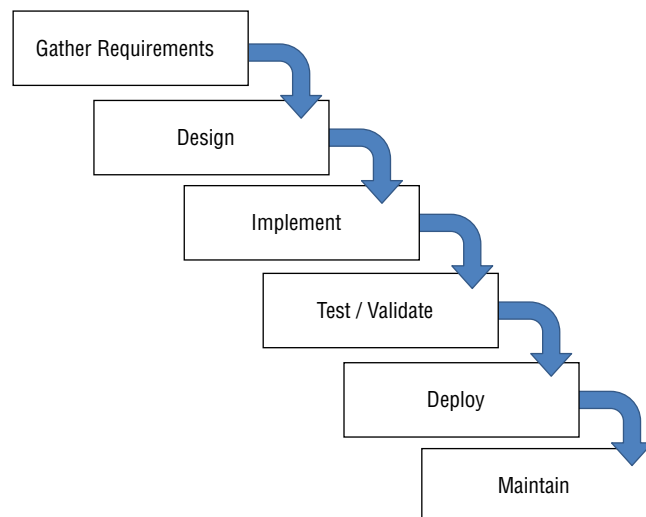 Gather Requirements
Design
Implement
Test / Validate
Deploy
Maintain